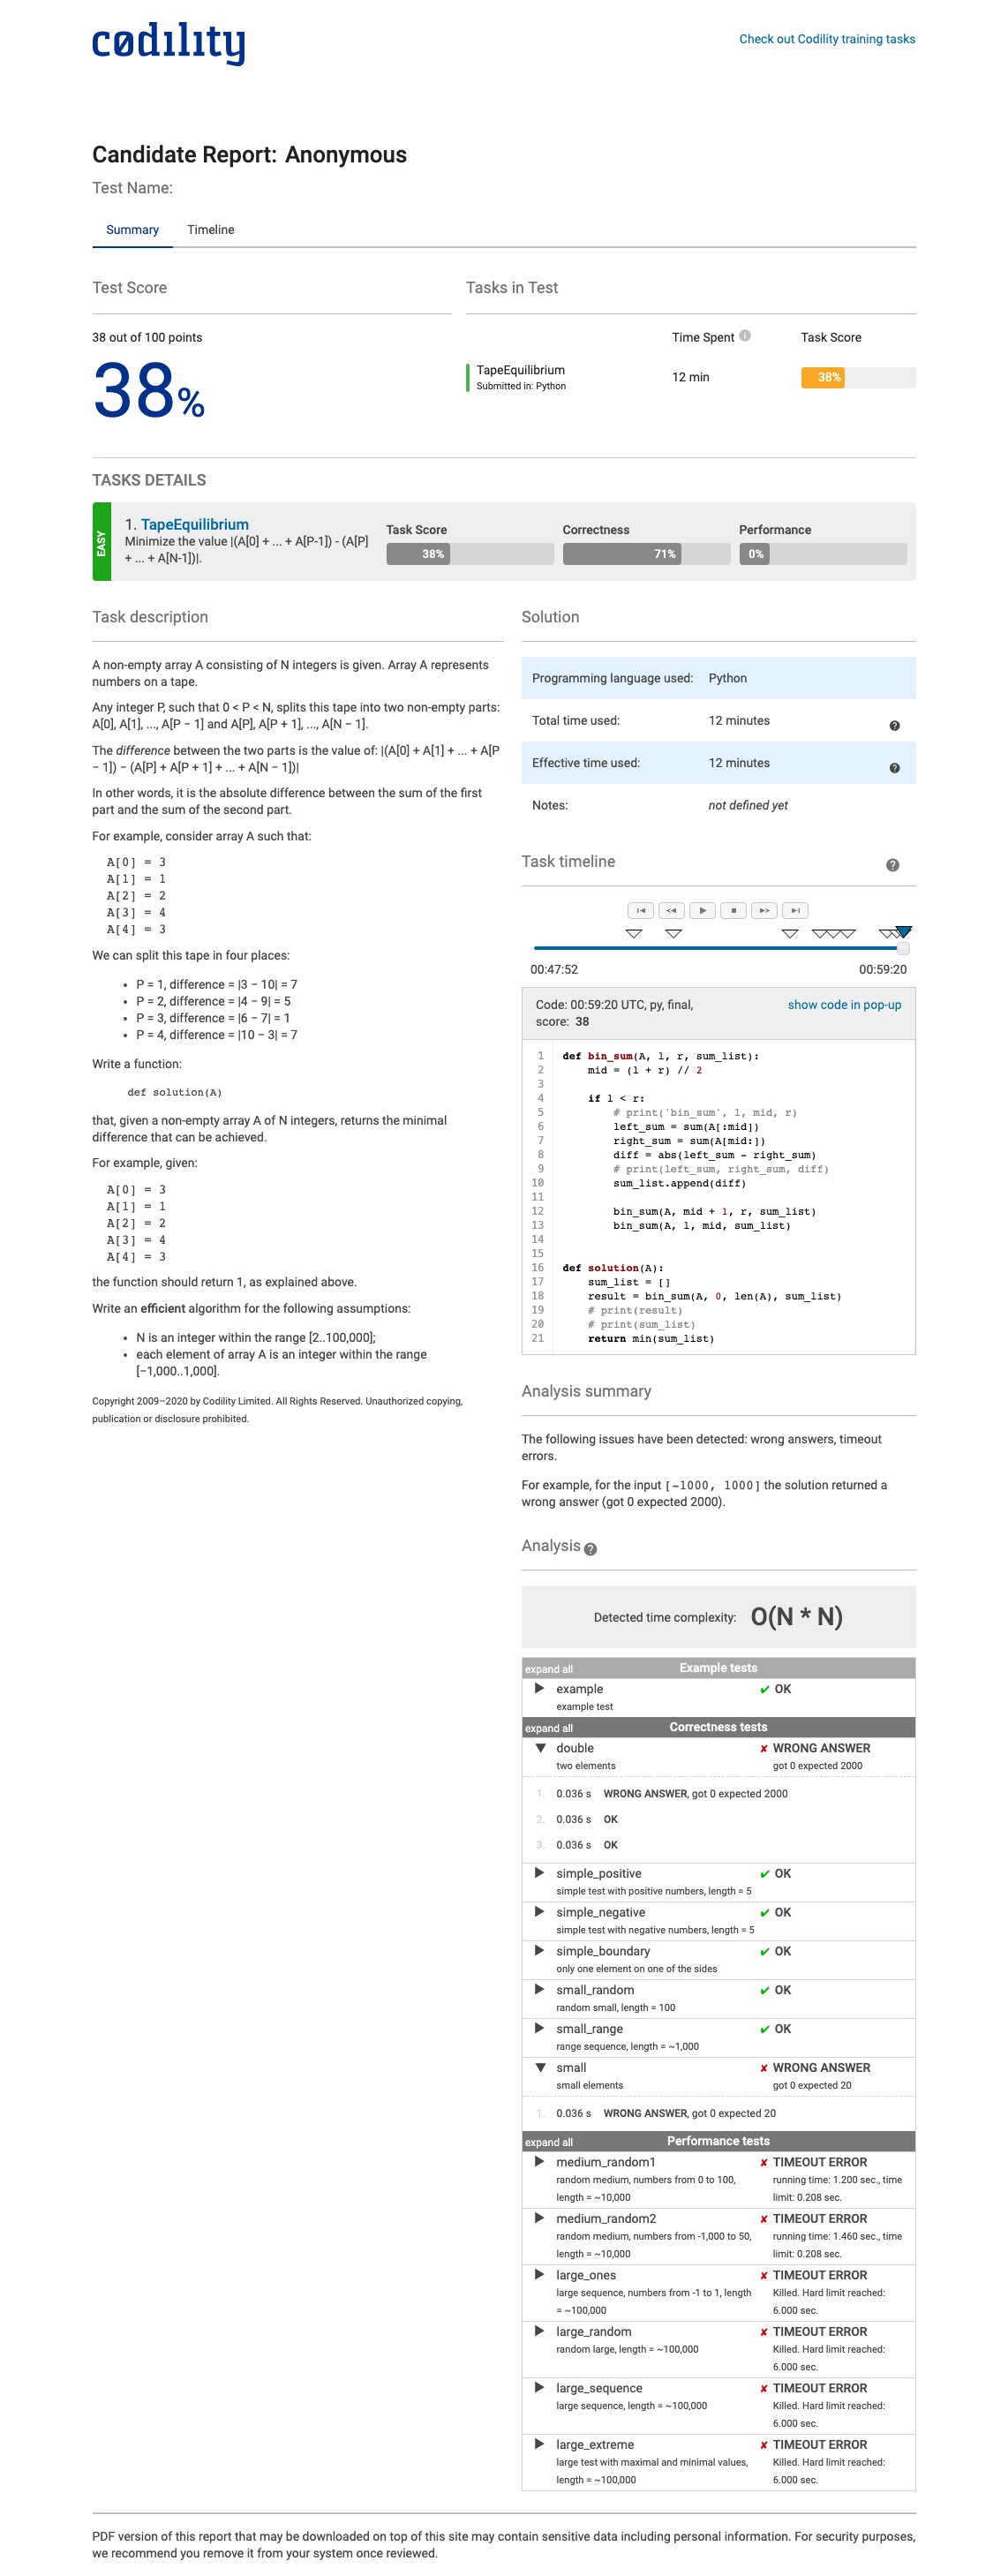 codility
Check out Codility training tasks
Candidate Report: Anonymous
Test Name:
Summary Timeline
Test Score
38 out of 100 points
38%
Tasks in Test
Time Spent Task Score
TapeEquilibrium
Submitted in: Python
12 min
38%
TASKS DETAILS
EASY
1. TapeEquilibrium
Minimize the value |(A[0] + ... + A[P-1]) - (A[P]
+ ... + A[N-1])|.
Task Score
38%
Correctness
71%
Performance
0%
Task description
A non-empty array A consisting of N integers is given. Array A represents
numbers on a tape.
Any integer P, such that 0 < P < N, splits this tape into two non-empty parts:
A[0], A[1], ..., A[P − 1] and A[P], A[P + 1], ..., A[N − 1].
The difference between the two parts is the value of: |(A[0] + A[1] + ... + A[P
− 1]) − (A[P] + A[P + 1] + ... + A[N − 1])|
In other words, it is the absolute difference between the sum of the first
part and the sum of the second part.
For example, consider array A such that:
A[0] = 3
A[1] = 1
A[2] = 2
A[3] = 4
A[4] = 3
We can split this tape in four places:
• P = 1, difference = |3 − 10| = 7
• P = 2, difference = |4 − 9| = 5
• P = 3, difference = |6 − 7| = 1
• P = 4, difference = |10 − 3| = 7
Write a function:
def solution(A)
that, given a non-empty array A of N integers, returns the minimal
difference that can be achieved.
For example, given:
A[0] = 3
A[1] = 1
A[2] = 2
A[3] = 4
A[4] = 3
the function should return 1, as explained above.
Write an efficient algorithm for the following assumptions:
• N is an integer within the range [2..100,000];
• each element of array A is an integer within the range
[−1,000..1,000].
Copyright 2009–2020 by Codility Limited. All Rights Reserved. Unauthorized copying,
publication or disclosure prohibited.
Solution
Programming language used: Python
Total time used: 12 minutes
Effective time used: 12 minutes
Notes: not defined yet
Task timeline
00:47:52 00:59:20
Code: 00:59:20 UTC, py, final,
score: 38
show code in pop-up
1 def bin_sum(A, l, r, sum_list):
2 mid = (l + r) // 2
3
4 if l < r:
5 # print('bin_sum', l, mid, r)
6 left_sum = sum(A[:mid])
7 right_sum = sum(A[mid:])
8 diff = abs(left_sum - right_sum)
9 # print(left_sum, right_sum, diff)
10 sum_list.append(diff)
11
12 bin_sum(A, mid + 1, r, sum_list)
13 bin_sum(A, l, mid, sum_list)
14
15
16 def solution(A):
17 sum_list = []
18 result = bin_sum(A, 0, len(A), sum_list)
19 # print(result)
20 # print(sum_list)
21 return min(sum_list)
Analysis summary
The following issues have been detected: wrong answers, timeout
errors.
For example, for the input [-1000, 1000] the solution returned a
wrong answer (got 0 expected 2000).
Analysis
Detected time complexity: O(N * N)
expand all Example tests
example ✔ OK
example test
expand all Correctness tests
double ✘ WRONG ANSWER
two elements got 0 expected 2000
1. 0.036 s WRONG ANSWER, got 0 expected 2000
2. 0.036 s OK
3. 0.036 s OK
simple_positive ✔ OK
simple test with positive numbers, length = 5
simple_negative ✔ OK
simple test with negative numbers, length = 5
simple_boundary ✔ OK
only one element on one of the sides
small_random ✔ OK
random small, length = 100
small_range ✔ OK
range sequence, length = ~1,000
small ✘ WRONG ANSWER
small elements got 0 expected 20
1. 0.036 s WRONG ANSWER, got 0 expected 20
expand all Performance tests
medium_random1 ✘ TIMEOUT ERROR
random medium, numbers from 0 to 100, running time: 1.200 sec., time
length = ~10,000 limit: 0.208 sec.
medium_random2 ✘ TIMEOUT ERROR
random medium, numbers from -1,000 to 50, running time: 1.460 sec., time
length = ~10,000 limit: 0.208 sec.
large_ones ✘ TIMEOUT ERROR
large sequence, numbers from -1 to 1, length Killed. Hard limit reached:
= ~100,000 6.000 sec.
large_random ✘ TIMEOUT ERROR
random large, length = ~100,000 Killed. Hard limit reached:
6.000 sec.
large_sequence ✘ TIMEOUT ERROR
large sequence, length = ~100,000 Killed. Hard limit reached:
6.000 sec.
large_extreme ✘ TIMEOUT ERROR
large test with maximal and minimal values, Killed. Hard limit reached:
length = ~100,000 6.000 sec.
PDF version of this report that may be downloaded on top of this site may contain sensitive data including personal information. For security purposes,
we recommend you remove it from your system once reviewed.